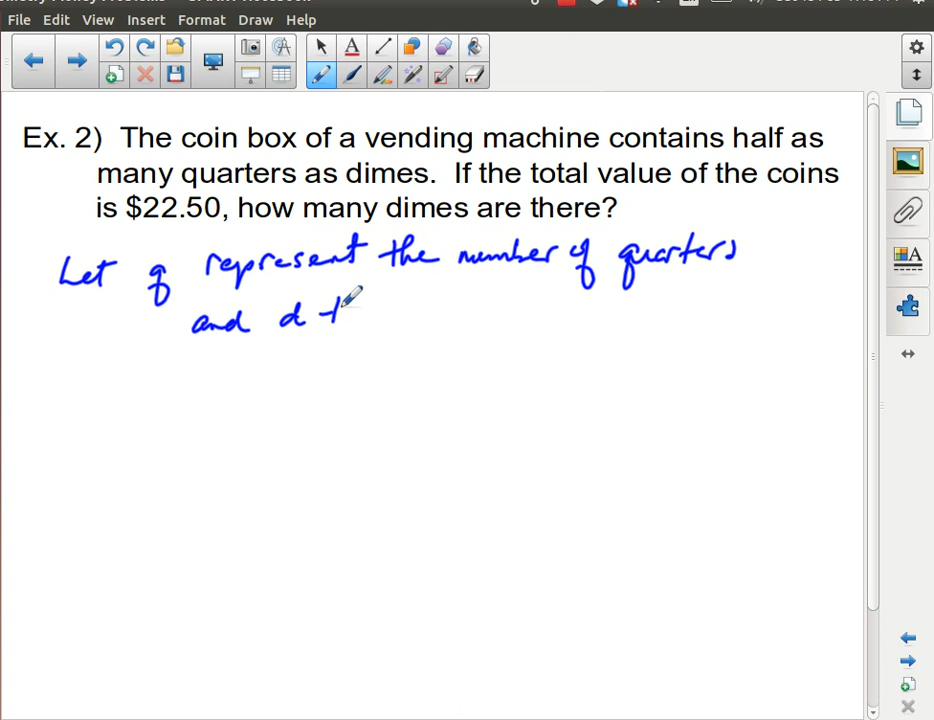 File Edit View Insert Format Draw Help
Ex. 2) The coin box of a vending machine contains half as
many quarters as dimes. If the total value of the coins
is $22.50, how many dimes are there?
Let q represent the number of quarters
and d t